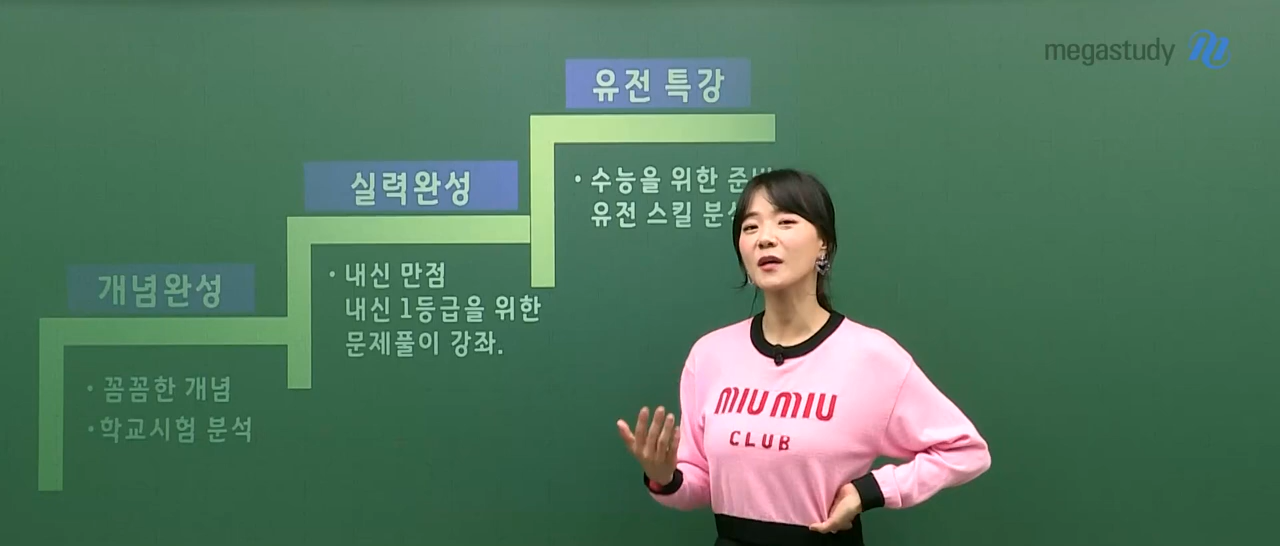 megastudy
유전 특강
수능을 위한
유전 스킬
실력완성
• 내신 만점
내신 1등급을 위한
문제풀이 강좌.
개념완성
• 꼼꼼한 개념
• 학교시험 분석
MIU MIU
CLUB